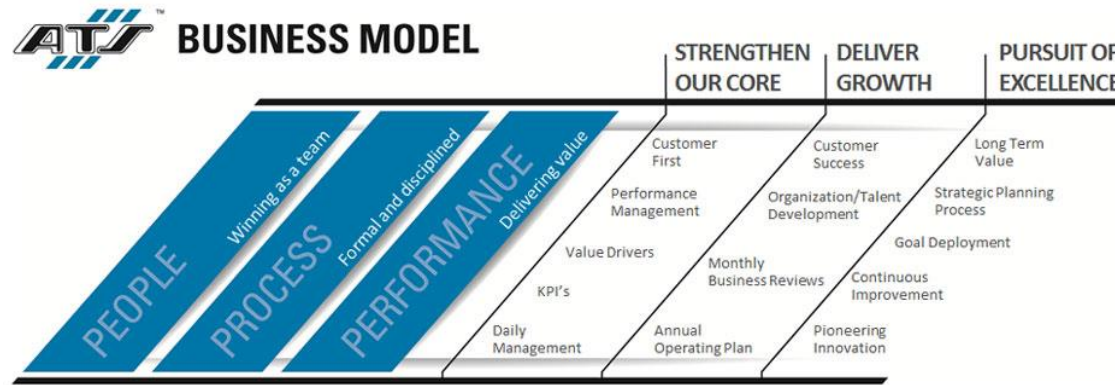 ATS ™ BUSINESS MODEL
STRENGTHEN
OUR CORE
DELIVER
GROWTH
PURSUIT OF
EXCELLENCE
PEOPLE
Winning as a team
PROCESS
Formal and disciplined
PERFORMANCE
Delivering value
Customer
First
Performance
Management
Value Drivers
KPI's
Daily
Management
Customer
Success
Organization/Talent
Development
Monthly
Business Reviews
Annual
Operating Plan
Long Term
Value
Strategic Planning
Process
Goal Deployment
Continuous
Improvement
Pioneering
Innovation